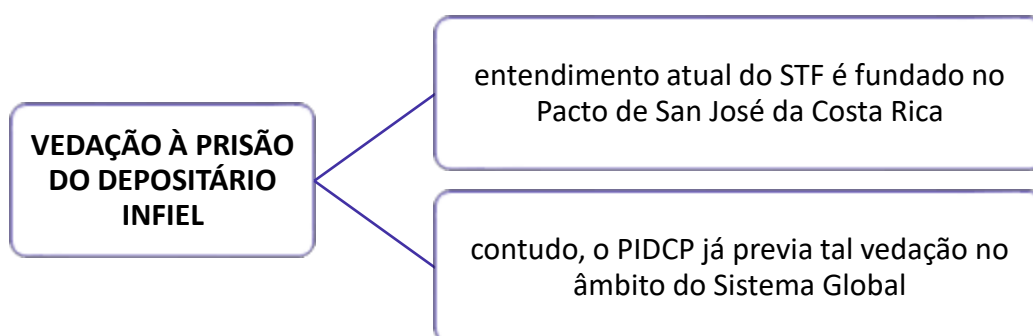 VEDAÇÃO À PRISÃO
DO DEPOSITÁRIO
INFIEL
entendimento atual do STF é fundado no
Pacto de San José da Costa Rica
contudo, o PIDCP já previa tal vedação no
âmbito do Sistema Global